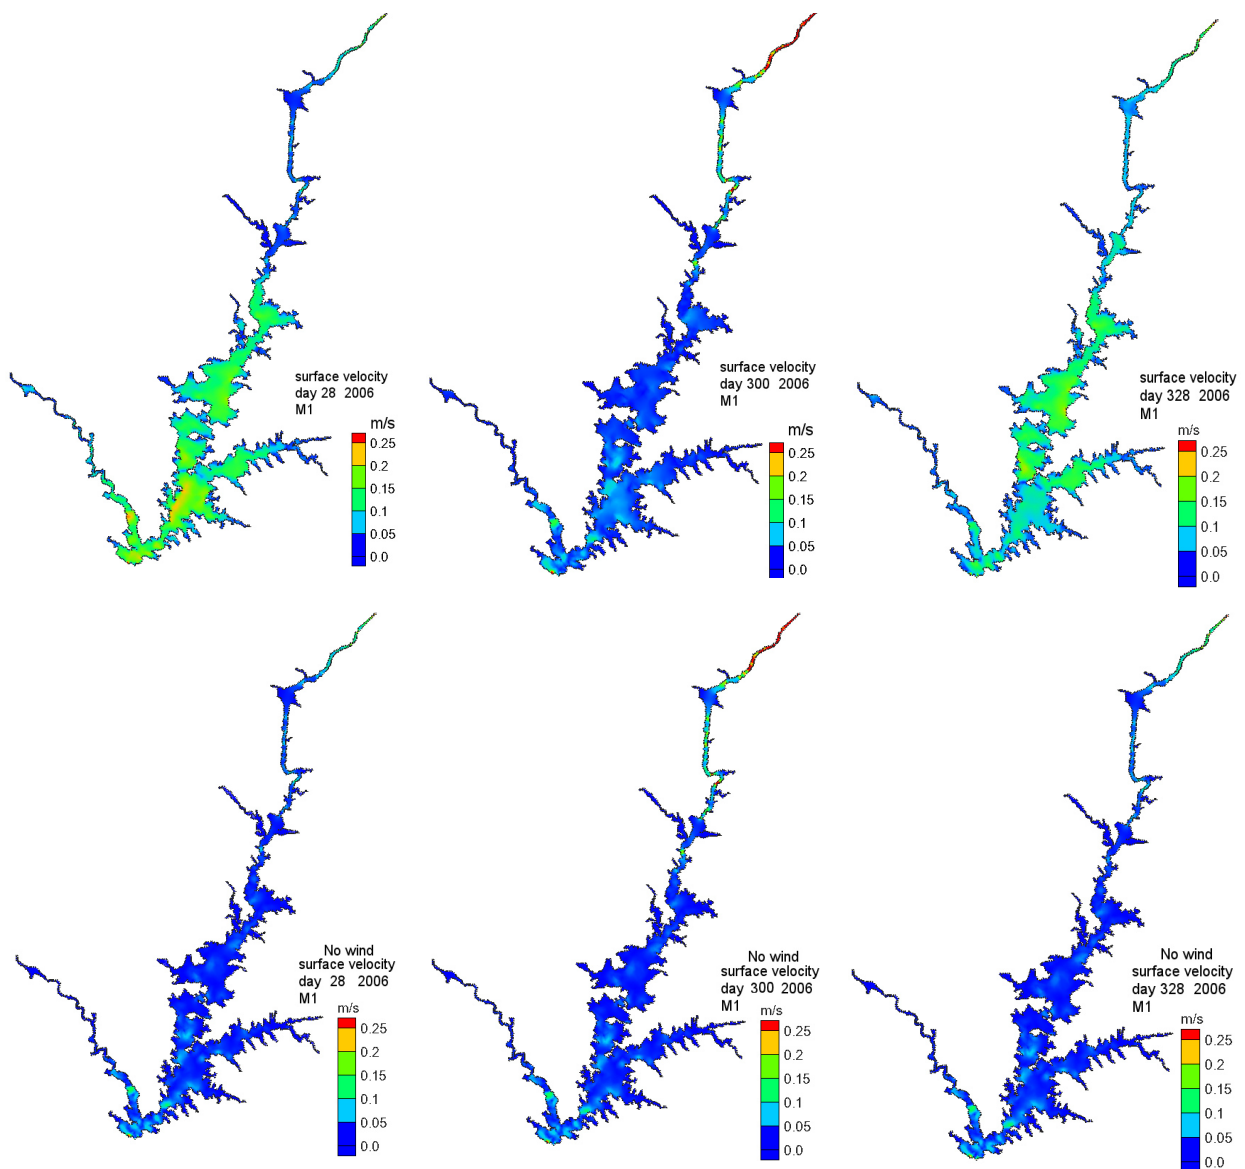 surface velocity
day 28 2006
M1
m/s
0.25
0.2
0.15
0.1
0.05
0.0
surface velocity
day 300 2006
M1
m/s
0.25
0.2
0.15
0.1
0.05
0.0
surface velocity
day 328 2006
M1
m/s
0.25
0.2
0.15
0.1
0.05
0.0
No wind
surface velocity
day 28 2006
M1
m/s
0.25
0.2
0.15
0.1
0.05
0.0
No wind
surface velocity
day 300 2006
M1
m/s
0.25
0.2
0.15
0.1
0.05
0.0
No wind
surface velocity
day 328 2006
M1
m/s
0.25
0.2
0.15
0.1
0.05
0.0